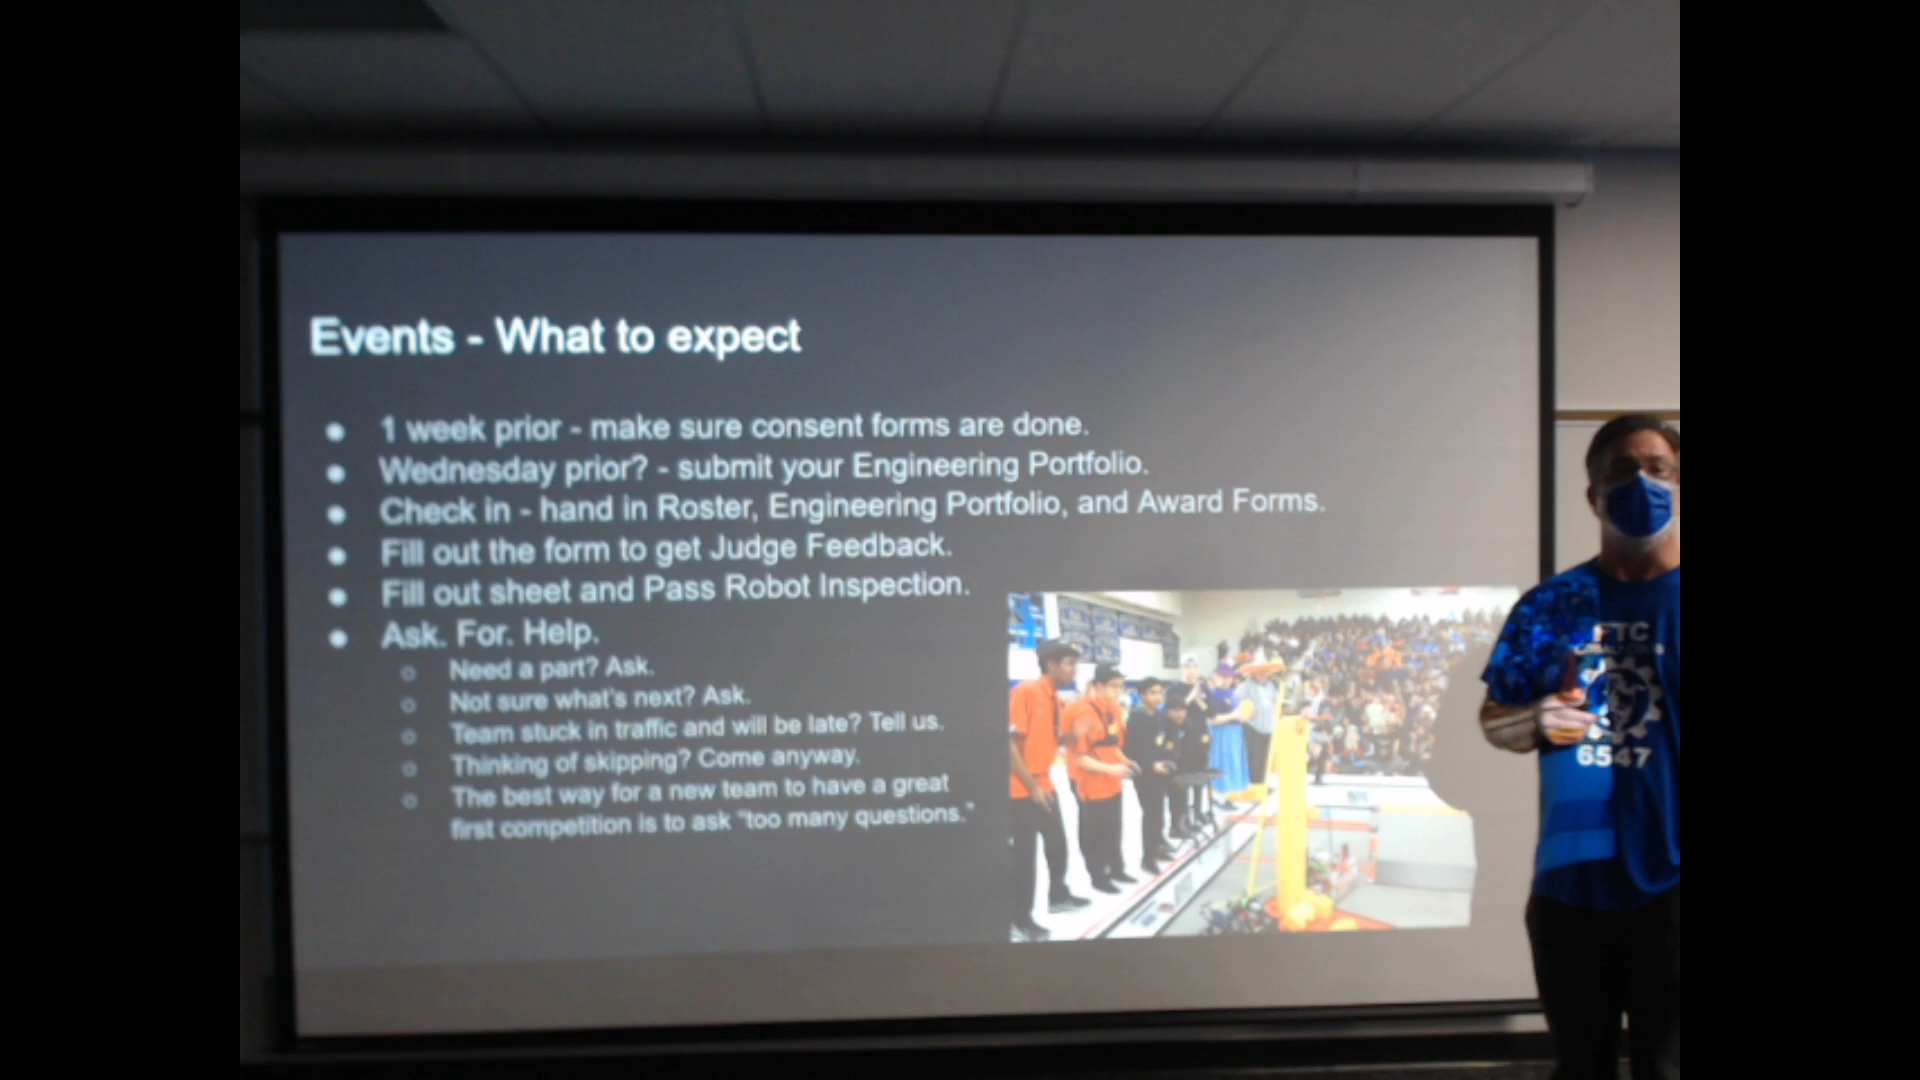 Events - What to expect
1 week prior - make sure consent forms are done.
Wednesday prior? - submit your Engineering Portfolio.
Check in - hand in Roster, Engineering Portfolio, and Award Forms.
Fill out the form to get Judge Feedback.
Fill out sheet and Pass Robot Inspection.
Ask. For. Help.
Need a part? Ask.
Not sure what's next? Ask.
Team stuck in traffic and will be late? Tell us.
Thinking of skipping? Come anyway.
The best way for a new team to have a great
first competition is to ask "too many questions."
FTC
6547